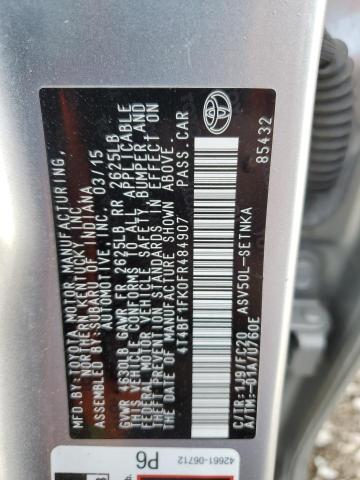 TOYOTA MOTOR MANUFACTURING,
NORTHERN KENTUCKY, INC.
ASSEMBLED BY: SUBARU OF INDIANA
AUTOMOTIVE, INC. 03/15
GVWR 4630LB GAWR FR 2625LB RR 2625LB
THIS VEHICLE CONFORMS TO ALL APPLICABLE
FEDERAL MOTOR VEHICLE SAFETY, BUMPER AND
THEFT PREVENTION STANDARDS IN EFFECT ON
THE DATE OF MANUFACTURE SHOWN ABOVE.
4T4BF1FK0FR484907 PASS.CAR
ASV50L-SETNKA
C/TR:1J9/FC20
A/TM:-01A/U760E
85432
TOYOTA
42661-06712
P6